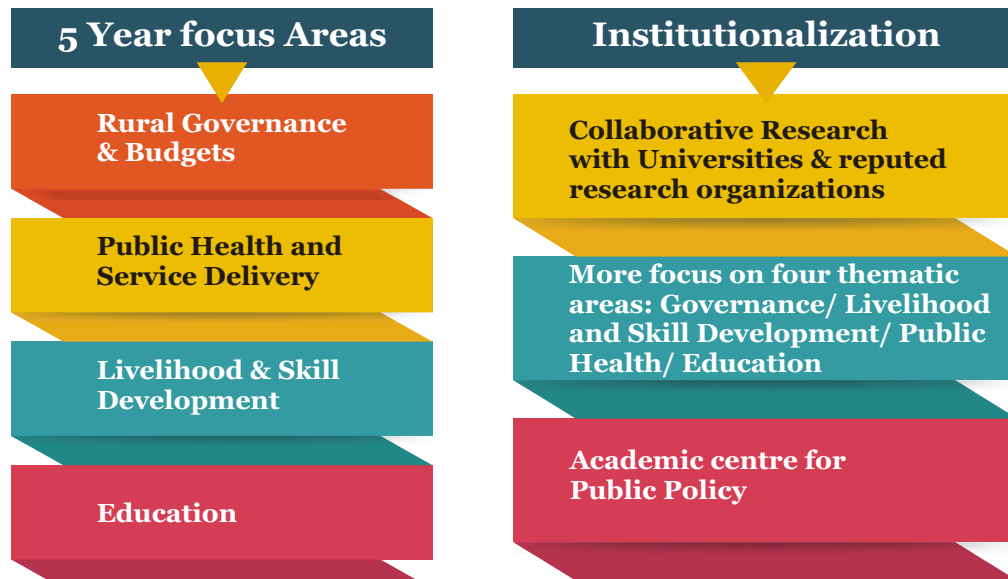 5 Year focus Areas
Rural Governance
& Budgets
Public Health and
Service Delivery
Livelihood & Skill
Development
Education
Institutionalization
Collaborative Research
with Universities & reputed
research organizations
More focus on four thematic
areas: Governance/ Livelihood
and Skill Development/ Public
Health/ Education
Academic centre for
Public Policy